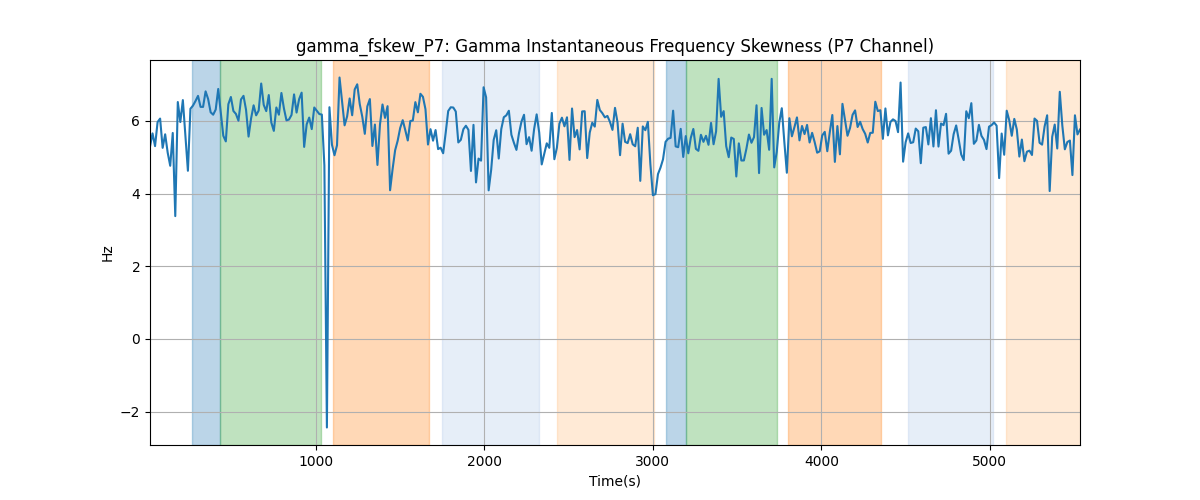 gamma_fskew_P7: Gamma Instantaneous Frequency Skewness (P7 Channel)
6
4
2
0
−2
Hz
1000 2000 3000 4000 5000
Time(s)